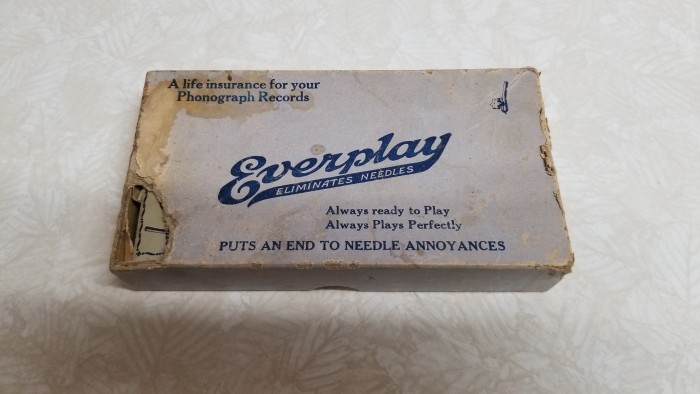 A life insurance for your
Phonograph Records
Everplay
ELIMINATES NEEDLES
Always ready to Play
Always Plays Perfectly
PUTS AN END TO NEEDLE ANNOYANCES